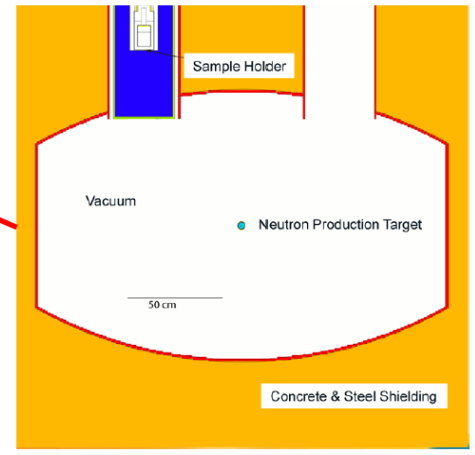 Sample Holder
Vacuum
Neutron Production Target
50 cm
Concrete & Steel Shielding